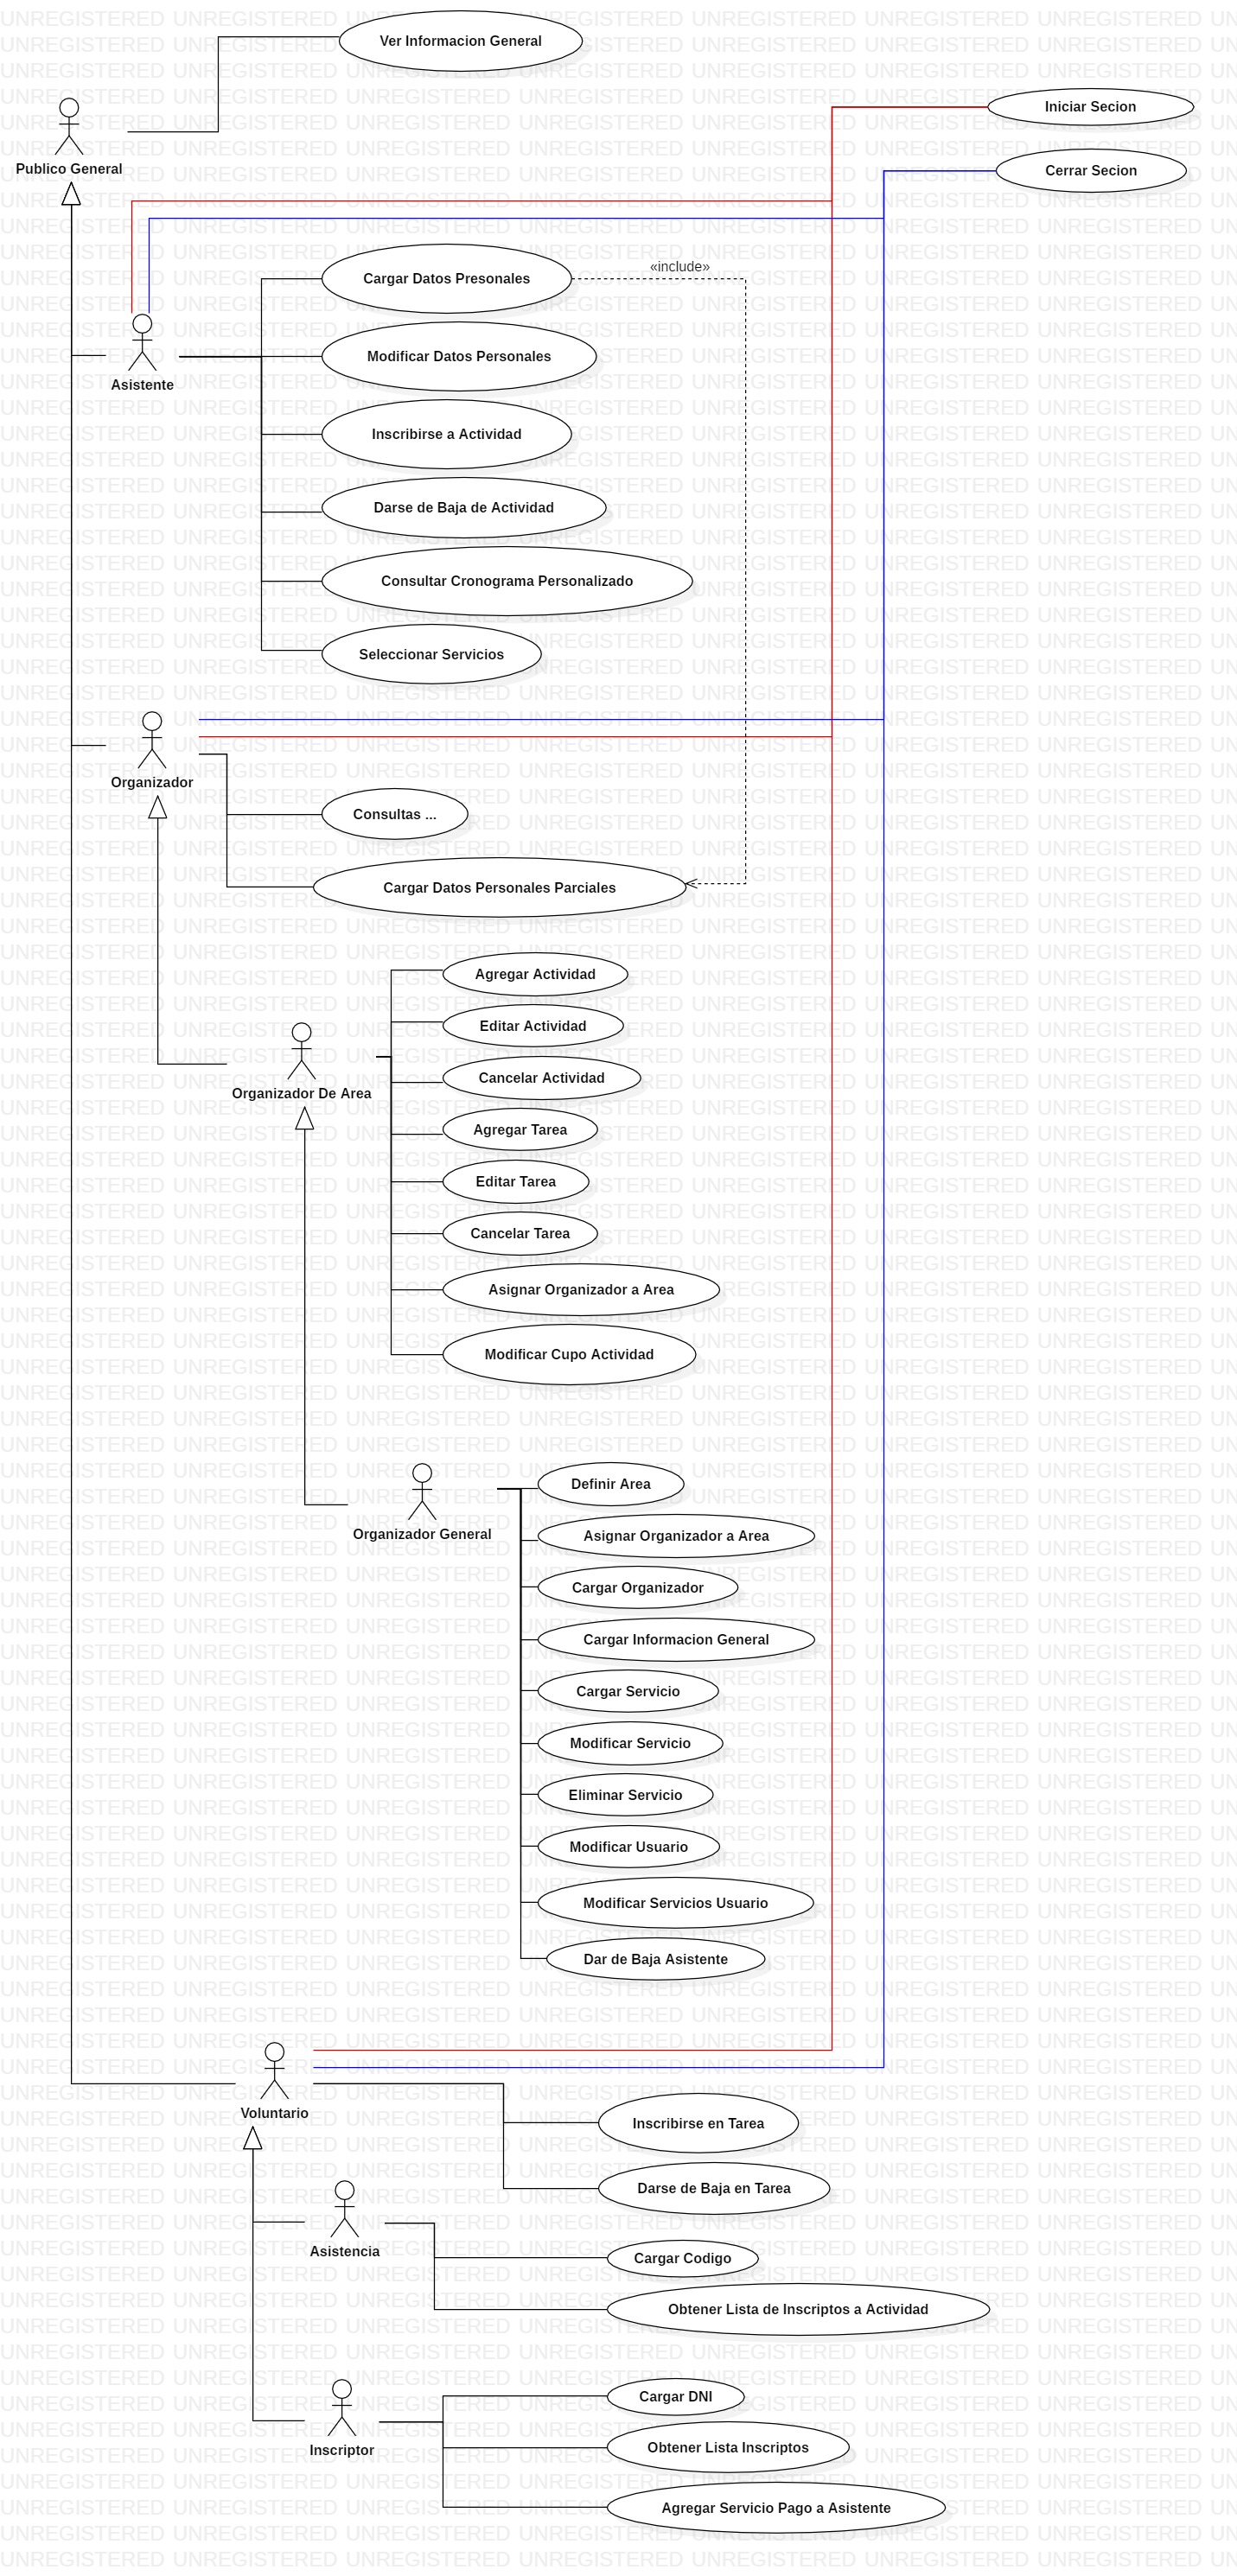 Ver Informacion General
Iniciar Secion
Publico General
Cerrar Secion
«include»
Cargar Datos Presonales
Modificar Datos Personales
Asistente
Inscribirse a Actividad
Darse de Baja de Actividad
Consultar Cronograma Personalizado
Seleccionar Servicios
Organizador
Consultas ...
Cargar Datos Personales Parciales
Agregar Actividad
Editar Actividad
Cancelar Actividad
Organizador De Area
Agregar Tarea
Editar Tarea
Cancelar Tarea
Asignar Organizador a Area
Modificar Cupo Actividad
Definir Area
Organizador General
Asignar Organizador a Area
Cargar Organizador
Cargar Informacion General
Cargar Servicio
Modificar Servicio
Eliminar Servicio
Modificar Usuario
Modificar Servicios Usuario
Dar de Baja Asistente
Voluntario
Inscribirse en Tarea
Darse de Baja en Tarea
Asistencia
Cargar Codigo
Obtener Lista de Inscriptos a Actividad
Cargar DNI
Obtener Lista Inscriptos
Inscriptor
Agregar Servicio Pago a Asistente
UNREGISTERED